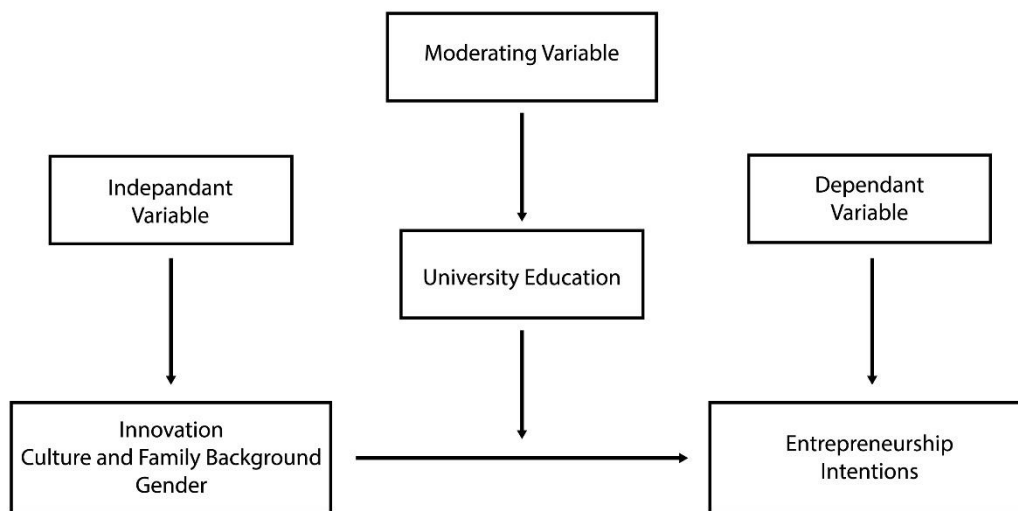 Moderating Variable
Indepandant
Variable
Dependant
Variable
University Education
Innovation
Culture and Family Background
Gender
Entrepreneurship
Intentions